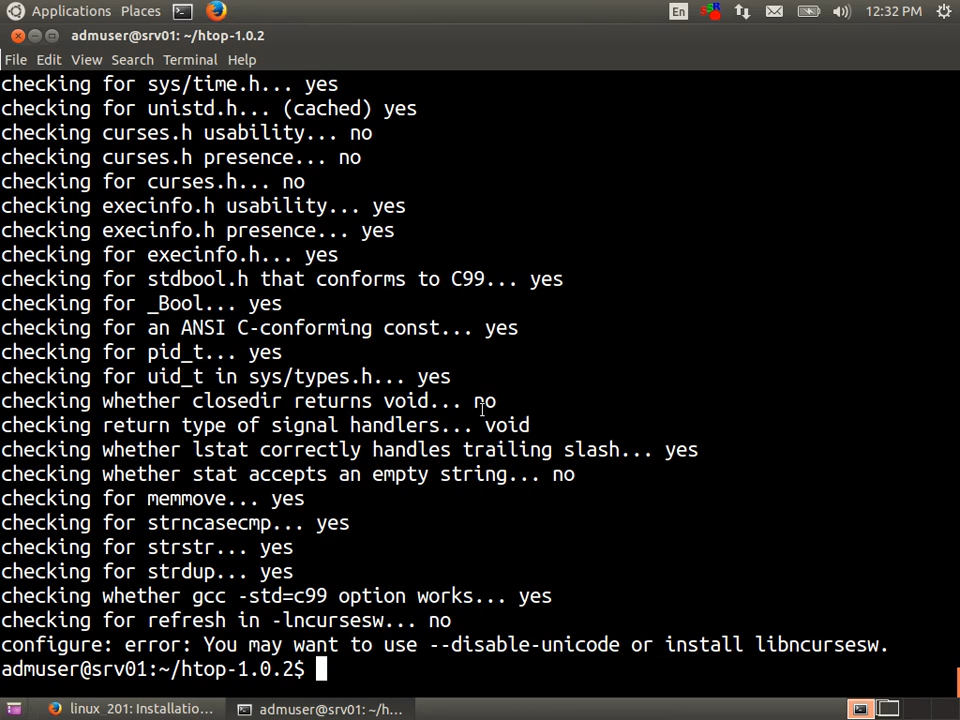 Applications Places En 12:32 PM
admuser@srv01: ~/htop-1.0.2
File Edit View Search Terminal Help
checking for sys/time.h... yes
checking for unistd.h... (cached) yes
checking curses.h usability... no
checking curses.h presence... no
checking for curses.h... no
checking execinfo.h usability... yes
checking execinfo.h presence... yes
checking for execinfo.h... yes
checking for stdbool.h that conforms to C99... yes
checking for _Bool... yes
checking for an ANSI C-conforming const... yes
checking for pid_t... yes
checking for uid_t in sys/types.h... yes
checking whether closedir returns void... no
checking return type of signal handlers... void
checking whether lstat correctly handles trailing slash... yes
checking whether stat accepts an empty string... no
checking for memmove... yes
checking for strncasecmp... yes
checking for strstr... yes
checking for strdup... yes
checking whether gcc -std=c99 option works... yes
checking for refresh in -lncursesw... no
configure: error: You may want to use --disable-unicode or install libncursesw.
admuser@srv01:~/htop-1.0.2$
linux_201: Installatio... admuser@srv01: ~/h...